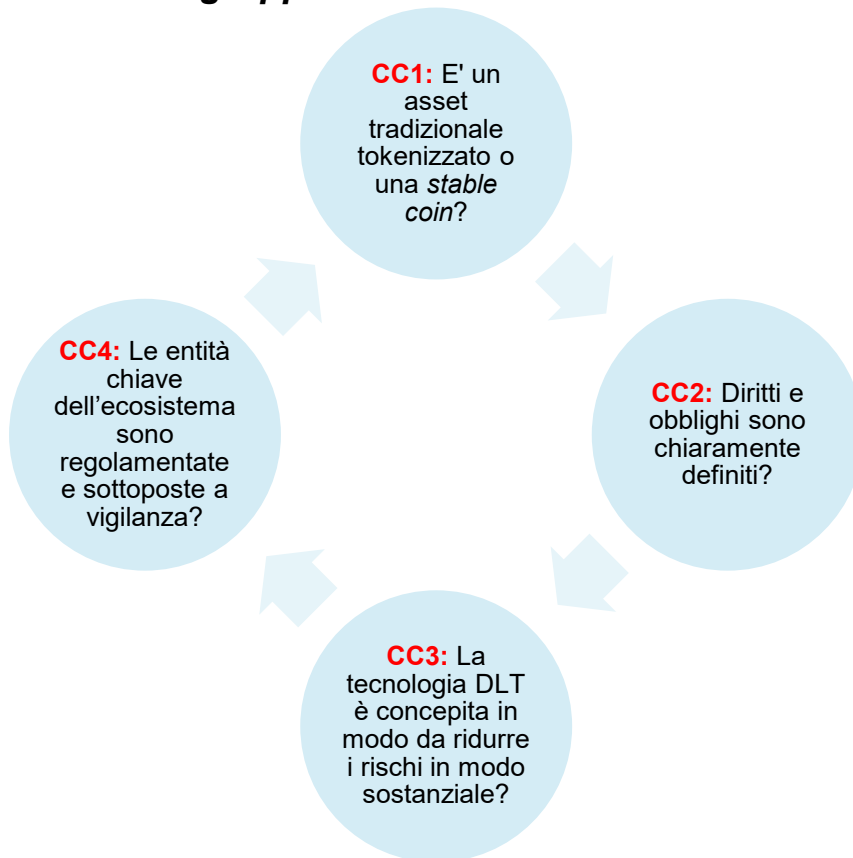 CC1: E' un
asset
tradizionale
tokenizzato o
una stable
coin?
CC2: Diritti e
obblighi sono
chiaramente
definiti?
CC3: La
tecnologia DLT
è concepita in
modo da ridurre
i rischi in modo
sostanziale?
CC4: Le entità
chiave
dell’ecosistema
sono
regolamentate
e sottoposte a
vigilanza?